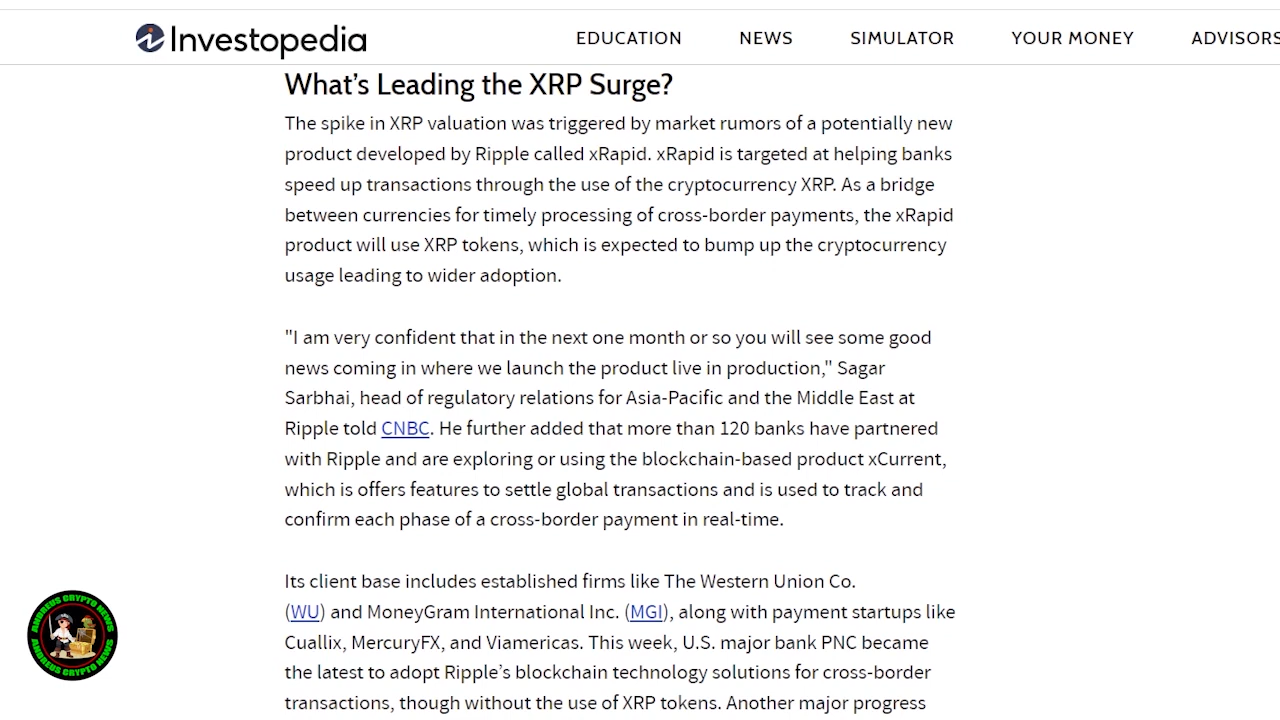 Investopedia
EDUCATION NEWS SIMULATOR YOUR MONEY ADVISORS
What's Leading the XRP Surge?
The spike in XRP valuation was triggered by market rumors of a potentially new
product developed by Ripple called xRapid. xRapid is targeted at helping banks
speed up transactions through the use of the cryptocurrency XRP. As a bridge
between currencies for timely processing of cross-border payments, the xRapid
product will use XRP tokens, which is expected to bump up the cryptocurrency
usage leading to wider adoption.
"I am very confident that in the next one month or so you will see some good
news coming in where we launch the product live in production," Sagar
Sarbhai, head of regulatory relations for Asia-Pacific and the Middle East at
Ripple told CNBC. He further added that more than 120 banks have partnered
with Ripple and are exploring or using the blockchain-based product xCurrent,
which is offers features to settle global transactions and is used to track and
confirm each phase of a cross-border payment in real-time.
Its client base includes established firms like The Western Union Co.
(WU) and MoneyGram International Inc. (MGI), along with payment startups like
Cuallix, MercuryFX, and Viamericas. This week, U.S. major bank PNC became
the latest to adopt Ripple's blockchain technology solutions for cross-border
transactions, though without the use of XRP tokens. Another major progress
ANDREUS CRYPTO NEWS
ANDREUS CRYPTO NEWS